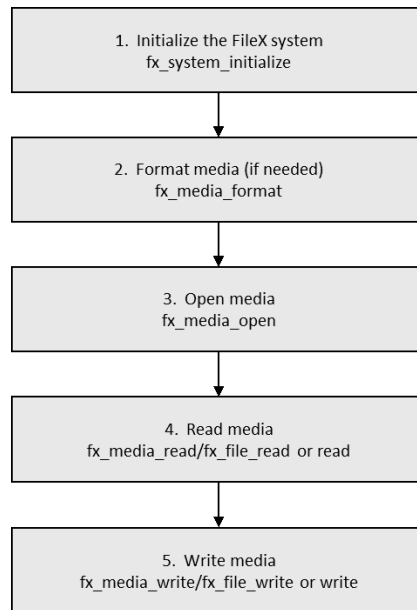 1. Initialize the FileX system
fx_system_initialize
2. Format media (if needed)
fx_media_format
3. Open media
fx_media_open
4. Read media
fx_media_read/fx_file_read or read
5. Write media
fx_media_write/fx_file_write or write